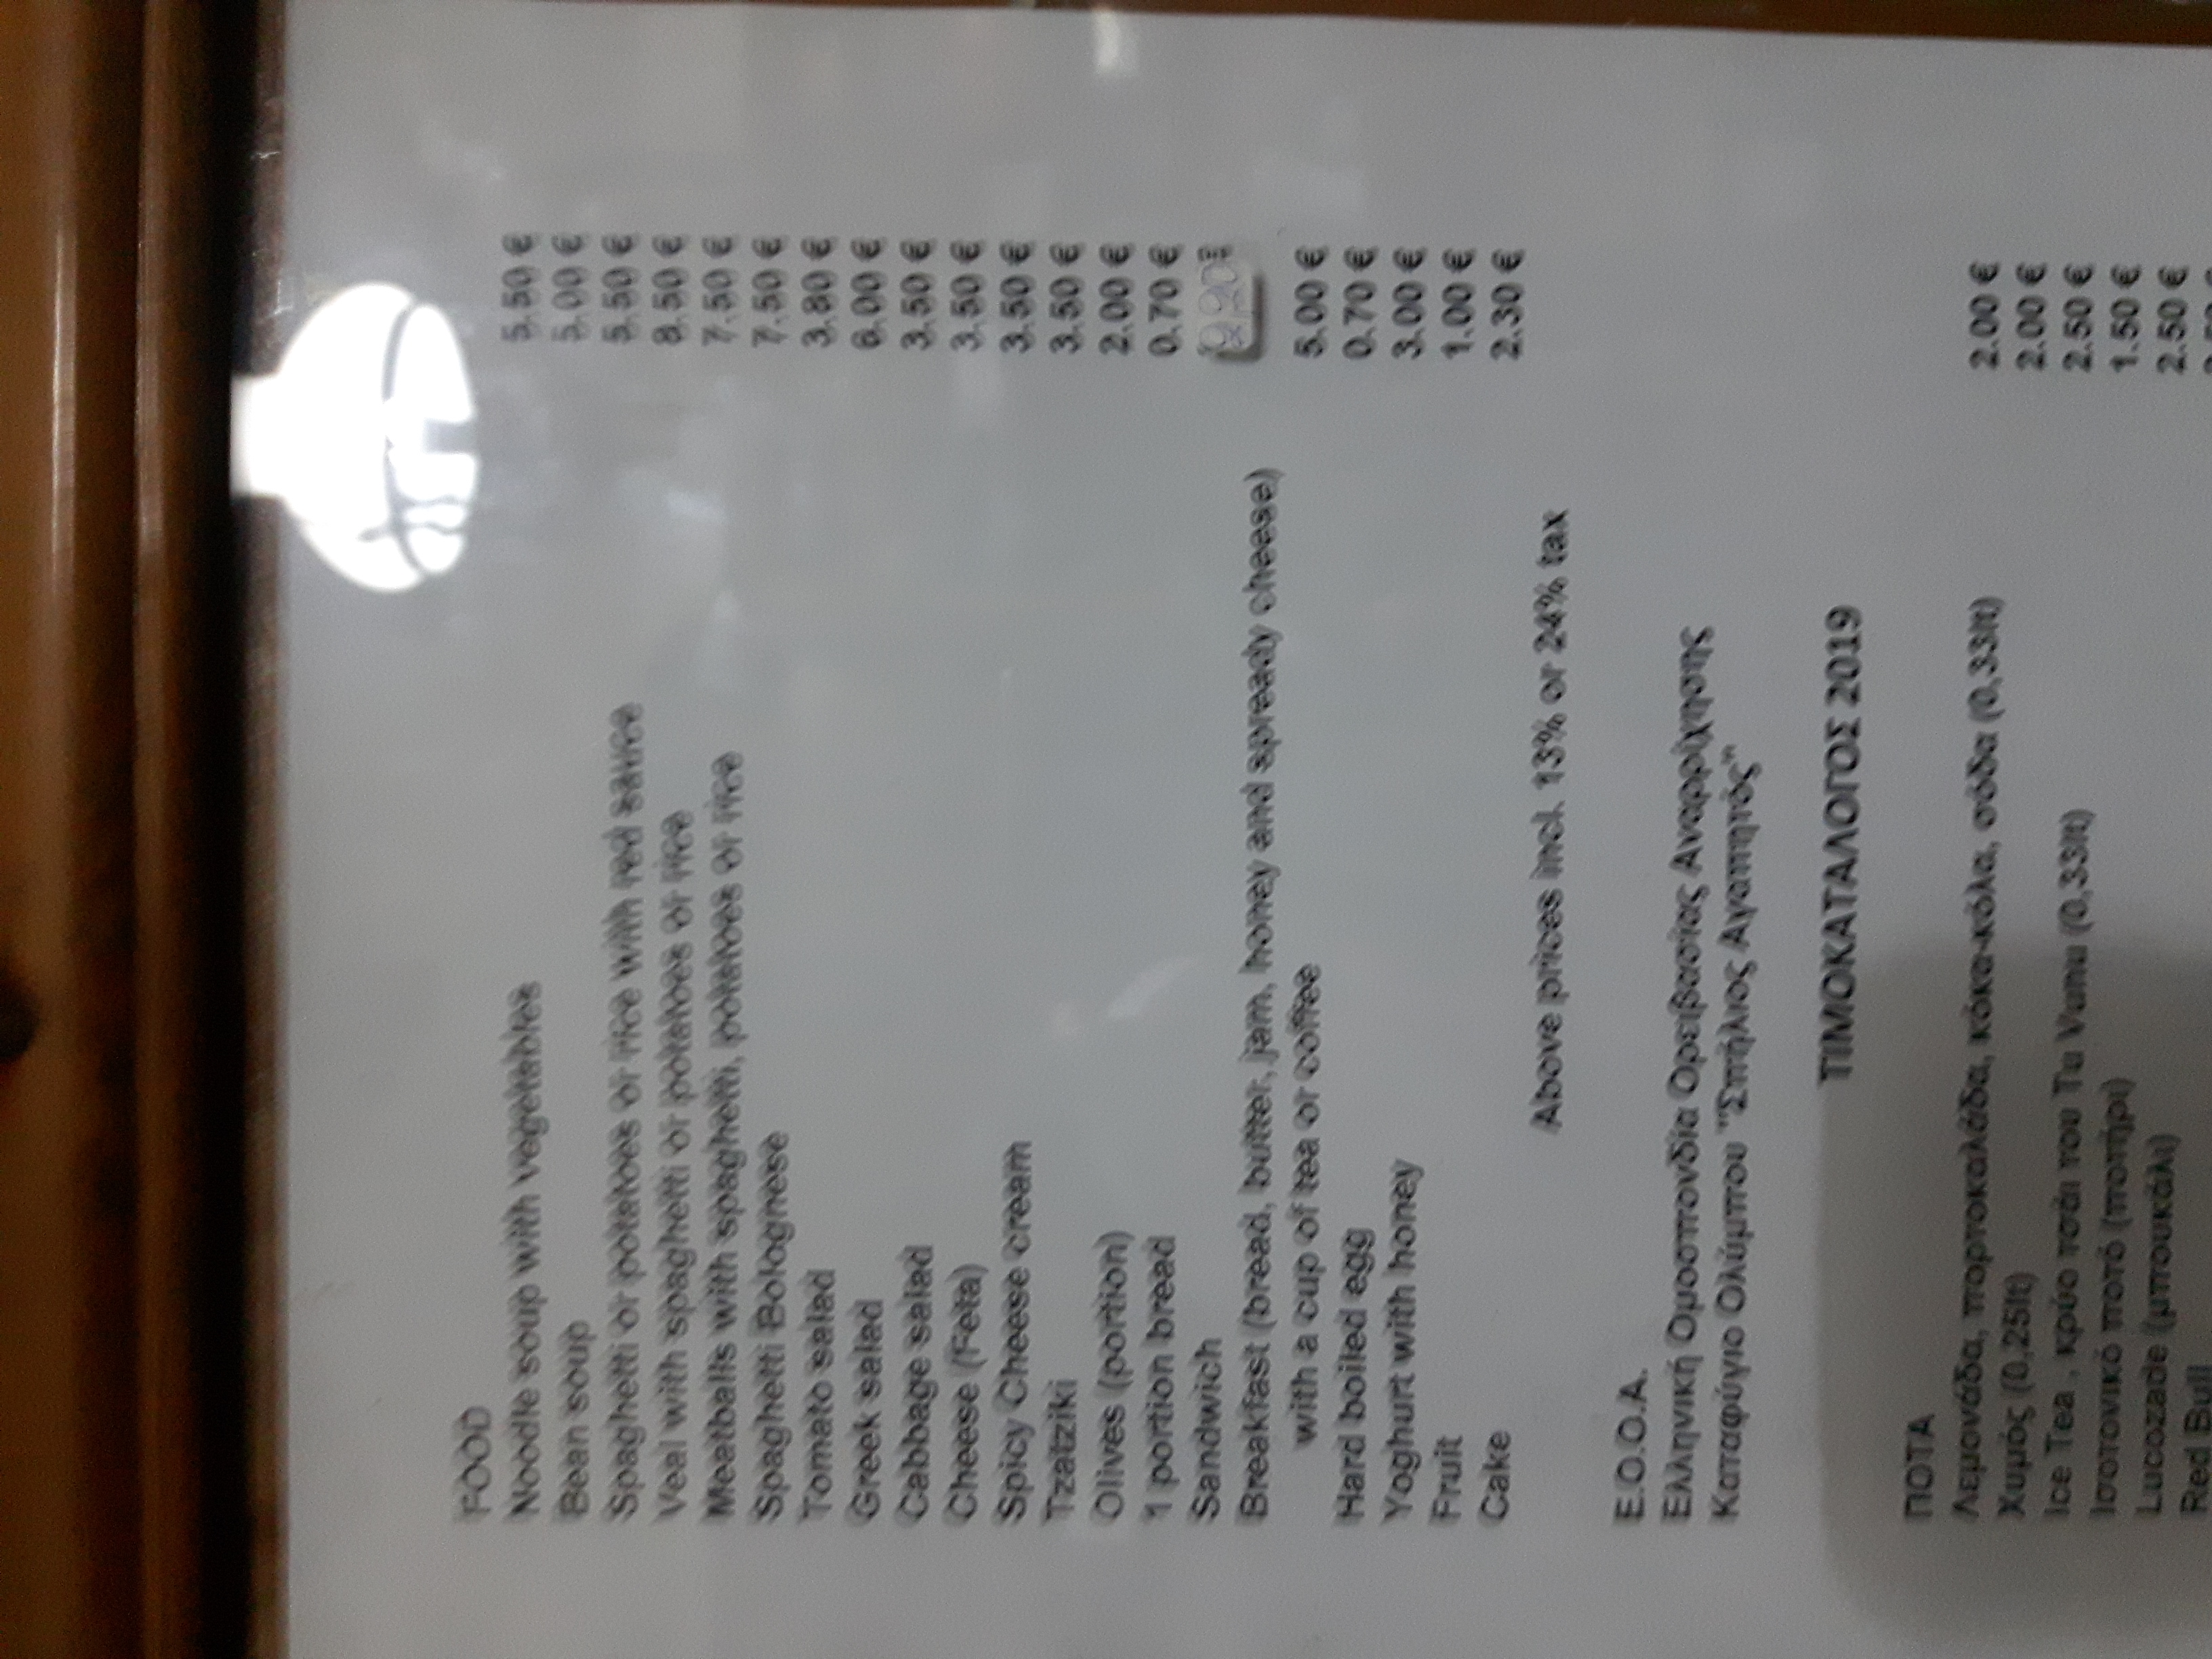 FOOD
Noodle soup with vegetables 5.50 €
Bean soup 5.00 €
Spaghetti or potatoes or rice with red sauce 5.50 €
Veal with spaghetti or potatoes or rice 8.50 €
Meatballs with spaghetti, potatoes or rice 7.50 €
Spaghetti Bolognese 7.50 €
Tomato salad 3.80 €
Greek salad 6.00 €
Cabbage salad 3.50 €
Cheese (Feta) 3.50 €
Spicy Cheese cream 3.50 €
Tzatziki 3.50 €
Olives (portion) 2.00 €
1 portion bread 0.70 €
Sandwich €
Breakfast (bread, butter, jam, honey and spready cheese)
with a cup of tea or coffee 5.00 €
Hard boiled egg 0.70 €
Yoghurt with honey 3.00 €
Fruit 1.00 €
Cake 2.30 €
Above prices incl. 13% or 24% tax
Ε.Ο.Ο.Α.
Ελληνική Ομοσπονδία Ορειβασίας Αναρρίχησης
Καταφύγιο Ολύμπου "Σπήλιος Αγαπητός"
ΤΙΜΟΚΑΤΑΛΟΓΟΣ 2019
ΠΟΤΑ
Λεμονάδα, πορτοκαλάδα, κόκα-κόλα, σόδα (0,33lt) 2.00 €
Χυμός (0,25lt) 2.00 €
Ice Tea , κρύο τσάι του Tu Vunu (0,33lt) 2.50 €
Ισοτονικό ποτό (ποτήρι) 1.50 €
Lucozade (μπουκάλι) 2.50 €
Red Bull